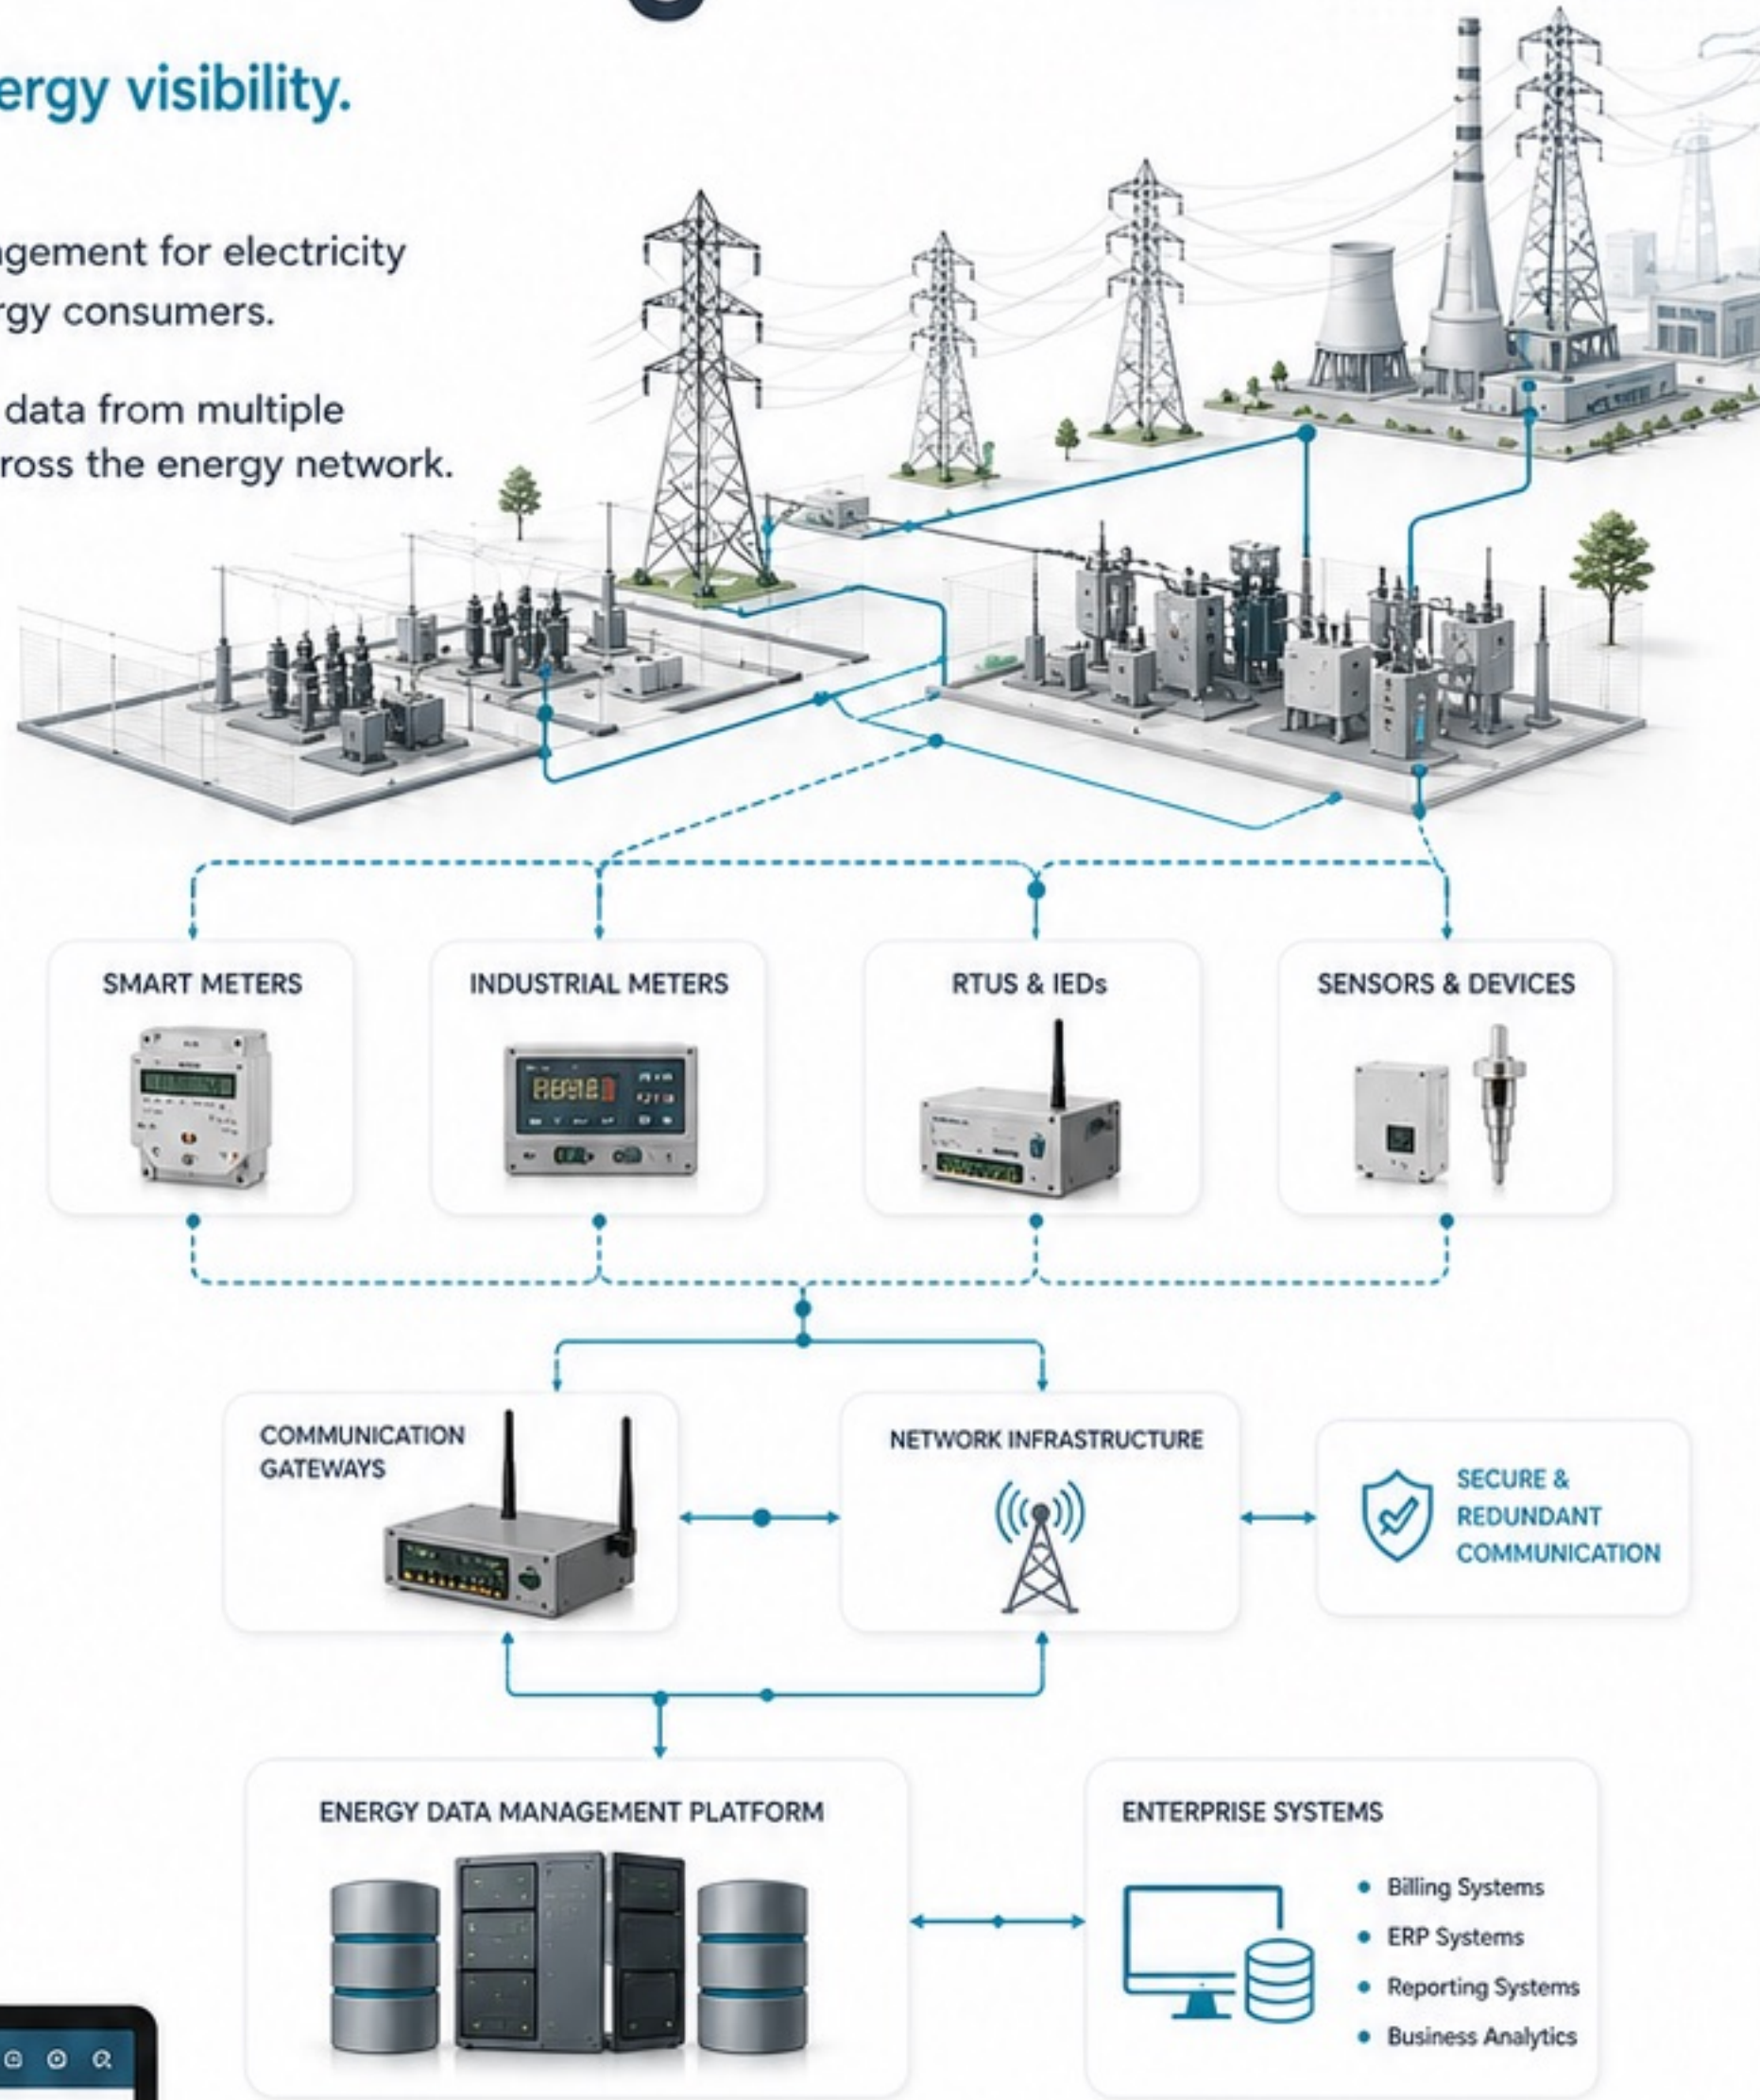 ergy visibility.
gement for electricity
rgy consumers.
data from multiple
ross the energy network.
SMART METERS
INDUSTRIAL METERS
RTUS & IEDs
SENSORS & DEVICES
COMMUNICATION
GATEWAYS
NETWORK INFRASTRUCTURE
SECURE &
REDUNDANT
COMMUNICATION
ENERGY DATA MANAGEMENT PLATFORM
ENTERPRISE SYSTEMS
Billing Systems
ERP Systems
Reporting Systems
Business Analytics